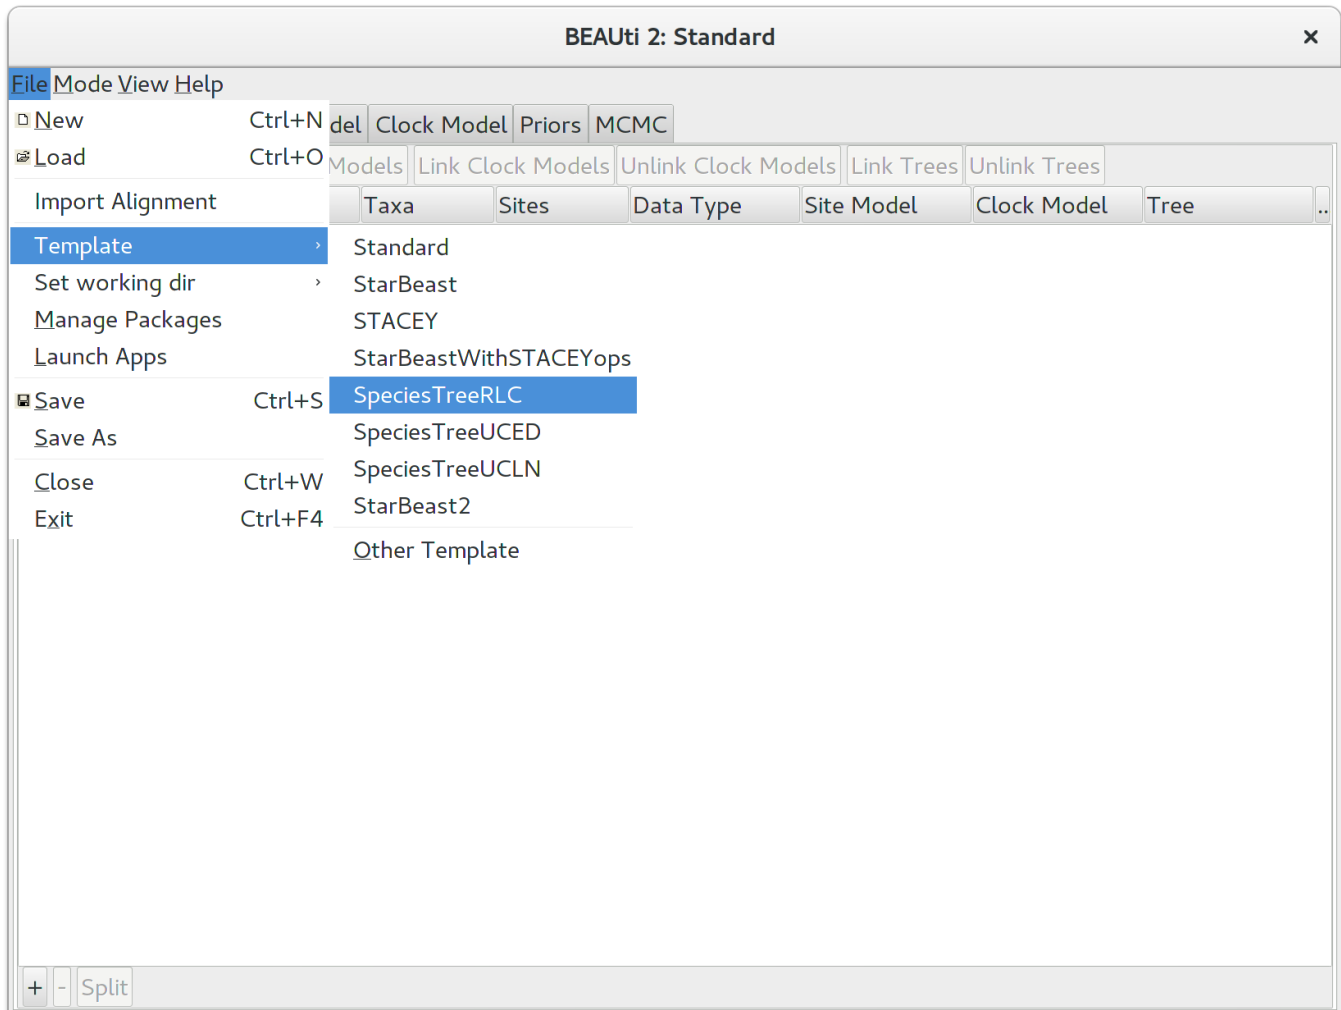 BEAUti 2: Standard ×
File Mode View Help
New Ctrl+N
del Clock Model Priors MCMC
Load Ctrl+O
Models Link Clock Models Unlink Clock Models Link Trees Unlink Trees
Import Alignment
Taxa Sites Data Type Site Model Clock Model Tree ..
Template ›
Set working dir ›
Manage Packages
Launch Apps
Save Ctrl+S
Save As
Close Ctrl+W
Exit Ctrl+F4
Standard
StarBeast
STACEY
StarBeastWithSTACEYops
SpeciesTreeRLC
SpeciesTreeUCED
SpeciesTreeUCLN
StarBeast2
Other Template
+ - Split